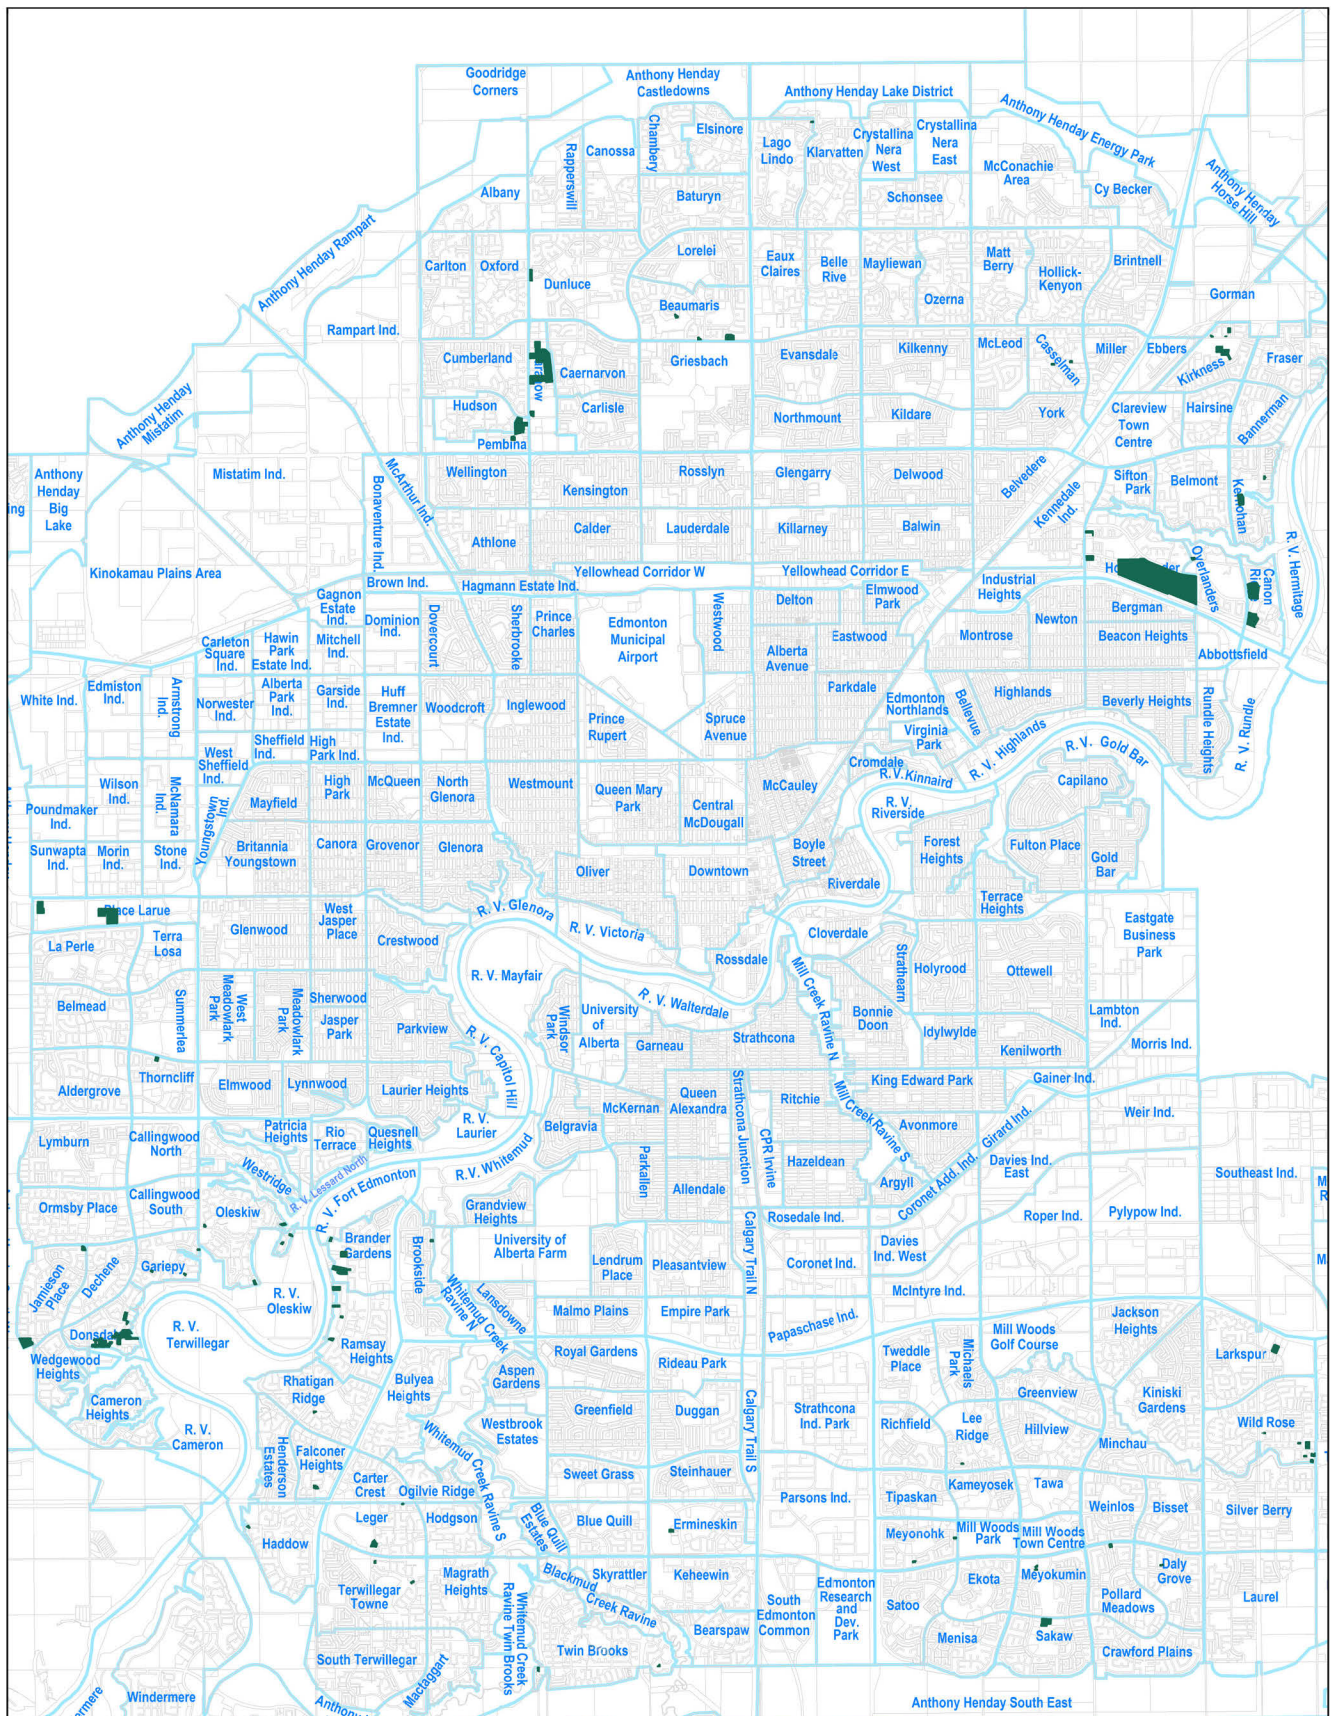 Goodridge
Corners
Anthony Henday
Castledowns
Anthony Henday Lake District
Anthony Henday Energy Park
Anthony Henday
Horse Hill
Chambery
Elsinore
Lago
Lindo
Klarvatten
Crystallina
Nera
West
Crystallina
Nera
East
McConachie
Area
Cy Becker
Rapperswill
Canossa
Albany
Baturyn
Schonsee
Anthony Henday Rampart
Carlton
Oxford
Dunluce
Lorelei
Beaumaris
Eaux
Claires
Belle
Rive
Mayliewan
Ozerna
Matt
Berry
Hollick-
Kenyon
Brintnell
Gorman
Rampart Ind.
Cumberland
Caernarvon
Griesbach
Evansdale
Kilkenny
McLeod
Casselman
Miller
Ebbers
Kirkness
Fraser
Hudson
Carlisle
Northmount
Kildare
York
Clareview
Town
Centre
Hairsine
Bannerman
Anthony Henday
Mistatim
Pembina
Anthony
Henday
Big
Lake
ing
Mistatim Ind.
Bonaventure Ind.
McArthur Ind.
Wellington
Kensington
Rosslyn
Glengarry
Delwood
Belvedere
Kennedale
Ind.
Sifton
Park
Belmont
Athlone
Calder
Lauderdale
Killarney
Balwin
Kinokamau Plains Area
Brown Ind.
Hagmann Estate Ind.
Yellowhead Corridor W
Yellowhead Corridor E
Industrial
Heights
Overlanders
Canon
R. V. Hermitage
Gagnon
Estate
Ind.
Dominion
Ind.
Dovercourt
Sherbrooke
Prince
Charles
Edmonton
Municipal
Airport
Westwood
Delton
Elmwood
Park
Eastwood
Alberta
Avenue
Montrose
Newton
Bergman
Beacon Heights
Abbottsfield
Carleton
Square
Ind.
Hawin
Park
Estate Ind.
Mitchell
Ind.
White Ind.
Edmiston
Ind.
Armstrong
Ind.
Norwester
Ind.
Alberta
Park
Ind.
Garside
Ind.
Huff
Bremner
Estate
Ind.
Woodcroft
Inglewood
Prince
Rupert
Spruce
Avenue
Parkdale
Edmonton
Northlands
Bellevue
Virginia
Park
Highlands
Beverly Heights
Rundle Heights
R. V. Rundle
West
Sheffield
Ind.
Sheffield
Ind.
High
Park Ind.
Cromdale
R.V.Kinnaird
R. V. Highlands
R. V. Gold Bar
Poundmaker
Ind.
Wilson
Ind.
McNamara
Ind.
Youngstown
Ind.
Mayfield
High
Park
McQueen
North
Glenora
Westmount
Queen Mary
Park
Central
McDougall
McCauley
R. V.
Riverside
Capilano
Sunwapta
Ind.
Morin
Ind.
Stone
Ind.
Britannia
Youngstown
Canora
Grovenor
Glenora
Oliver
Downtown
Boyle
Street
Riverdale
Forest
Heights
Fulton Place
Gold
Bar
Terrace
Heights
Place Larue
La Perle
Terra
Losa
Glenwood
West
Jasper
Place
Crestwood
R. V. Glenora
R. V. Victoria
Rossdale
Cloverdale
Strathearn
Holyrood
Ottewell
Eastgate
Business
Park
Belmead
Summerlea
West
Meadowlark
Park
Meadowlark
Park
Sherwood
Jasper
Park
Parkview
R. V. Mayfair
R. V. Capitol Hill
Windsor
Park
University
of
Alberta
R. V. Walterdale
Garneau
Strathcona
Mill Creek Ravine N
Bonnie
Doon
Idylwylde
Kenilworth
Lambton
Ind.
Morris Ind.
Aldergrove
Thorncliff
Elmwood
Lynnwood
Laurier Heights
R. V.
Laurier
Belgravia
McKernan
Queen
Alexandra
Strathcona Junction
CPR Irvine
Ritchie
Mill Creek Ravine S
King Edward Park
Avonmore
Gainer Ind.
Girard Ind.
Weir Ind.
Lymburn
Callingwood
North
Patricia
Heights
Rio
Terrace
Quesnell
Heights
Westridge
R. V. Lessard North
R. V. Fort Edmonton
R.V. Whitemud
Parkallen
Allendale
Hazeldean
Argyll
Coronet Add. Ind.
Davies Ind.
East
Southeast Ind.
Ormsby Place
Callingwood
South
Oleskiw
Brander
Gardens
Brookside
Grandview
Heights
University of
Alberta Farm
Lendrum
Place
Pleasantview
Calgary Trail N
Rosedale Ind.
Coronet Ind.
Davies
Ind. West
Roper Ind.
Pylypow Ind.
Jamieson
Place
Dechene
Gariepy
R. V.
Oleskiw
Whitemud Creek
Ravine N
Lansdowne
Malmo Plains
Empire Park
Papaschase Ind.
McIntyre Ind.
Jackson
Heights
R. V.
Terwillegar
Wedgewood
Heights
Ramsay
Heights
Rhatigan
Ridge
Bulyea
Heights
Aspen
Gardens
Royal Gardens
Rideau Park
Tweddle
Place
Michaels
Park
Mill Woods
Golf Course
Larkspur
Cameron
Heights
R. V.
Cameron
Westbrook
Estates
Greenfield
Duggan
Calgary Trail S
Strathcona
Ind. Park
Richfield
Lee
Ridge
Greenview
Hillview
Kiniski
Gardens
Minchau
Wild Rose
Henderson
Estates
Falconer
Heights
Carter
Crest
Ogilvie Ridge
Whitemud Creek Ravine S
Sweet Grass
Steinhauer
Parsons Ind.
Tipaskan
Kameyosek
Tawa
Weinlos
Bisset
Silver Berry
Haddow
Leger
Hodgson
Blue Quill
Estates
Blue Quill
Ermineskin
Meyonohk
Mill Woods
Park
Mill Woods
Town Centre
Terwillegar
Towne
Magrath
Heights
Whitemud Creek
Ravine Twin Brooks
Blackmud
Creek Ravine
Skyrattler
Keheewin
South
Edmonton
Common
Edmonton
Research
and
Dev.
Park
Satoo
Ekota
Meyokumin
Daly
Grove
Pollard
Meadows
Laurel
South Terwillegar
Mactaggart
Twin Brooks
Bearspaw
Menisa
Sakaw
Crawford Plains
Windermere
Anthony
Anthony Henday South East
ermere